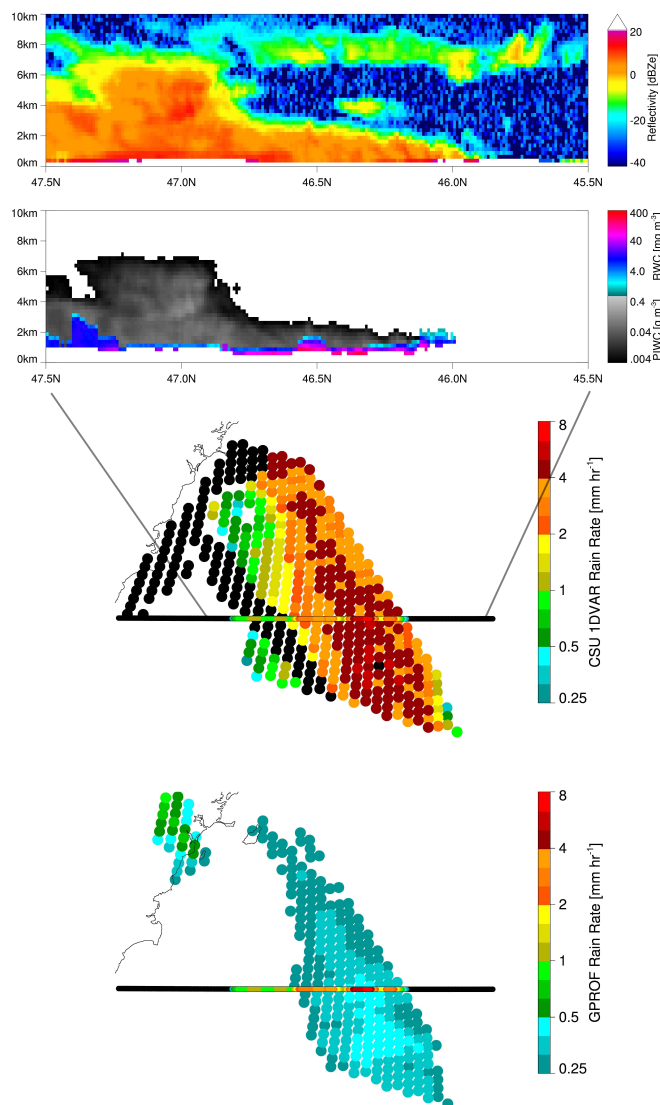 10km
8km
6km
4km
2km
0km
47.5N 47.0N 46.5N 46.0N 45.5N
20
0
-20
-40
Reflectivity [dBZe]
10km
8km
6km
4km
2km
0km
47.5N 47.0N 46.5N 46.0N 45.5N
400
40
4.0
0.4
0.04
.004
RWC [mg m⁻³]
PIWC [g m⁻³]
8
4
2
1
0.5
0.25
CSU 1DVAR Rain Rate [mm hr⁻¹]
8
4
2
1
0.5
0.25
GPROF Rain Rate [mm hr⁻¹]